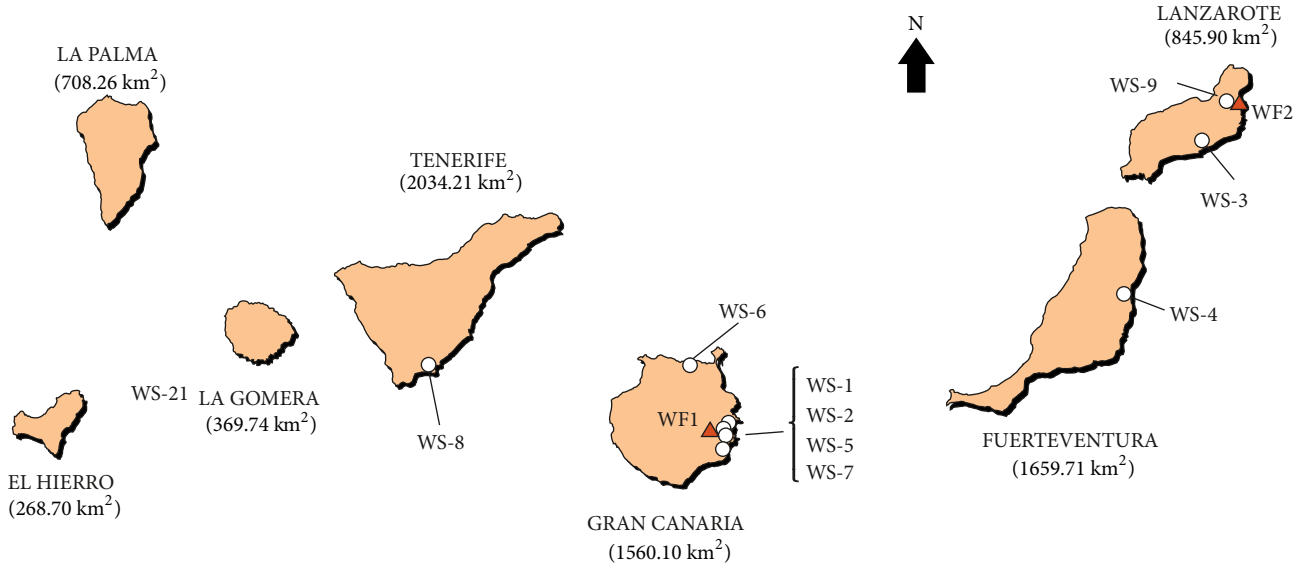 LA PALMA
(708.26 km²)
TENERIFE
(2034.21 km²)
N
LANZAROTE
(845.90 km²)
WS-9
WF2
WS-3
WS-4
WS-6
WS-21
LA GOMERA
(369.74 km²)
WS-8
WF1
WS-1
WS-2
WS-5
WS-7
EL HIERRO
(268.70 km²)
GRAN CANARIA
(1560.10 km²)
FUERTEVENTURA
(1659.71 km²)